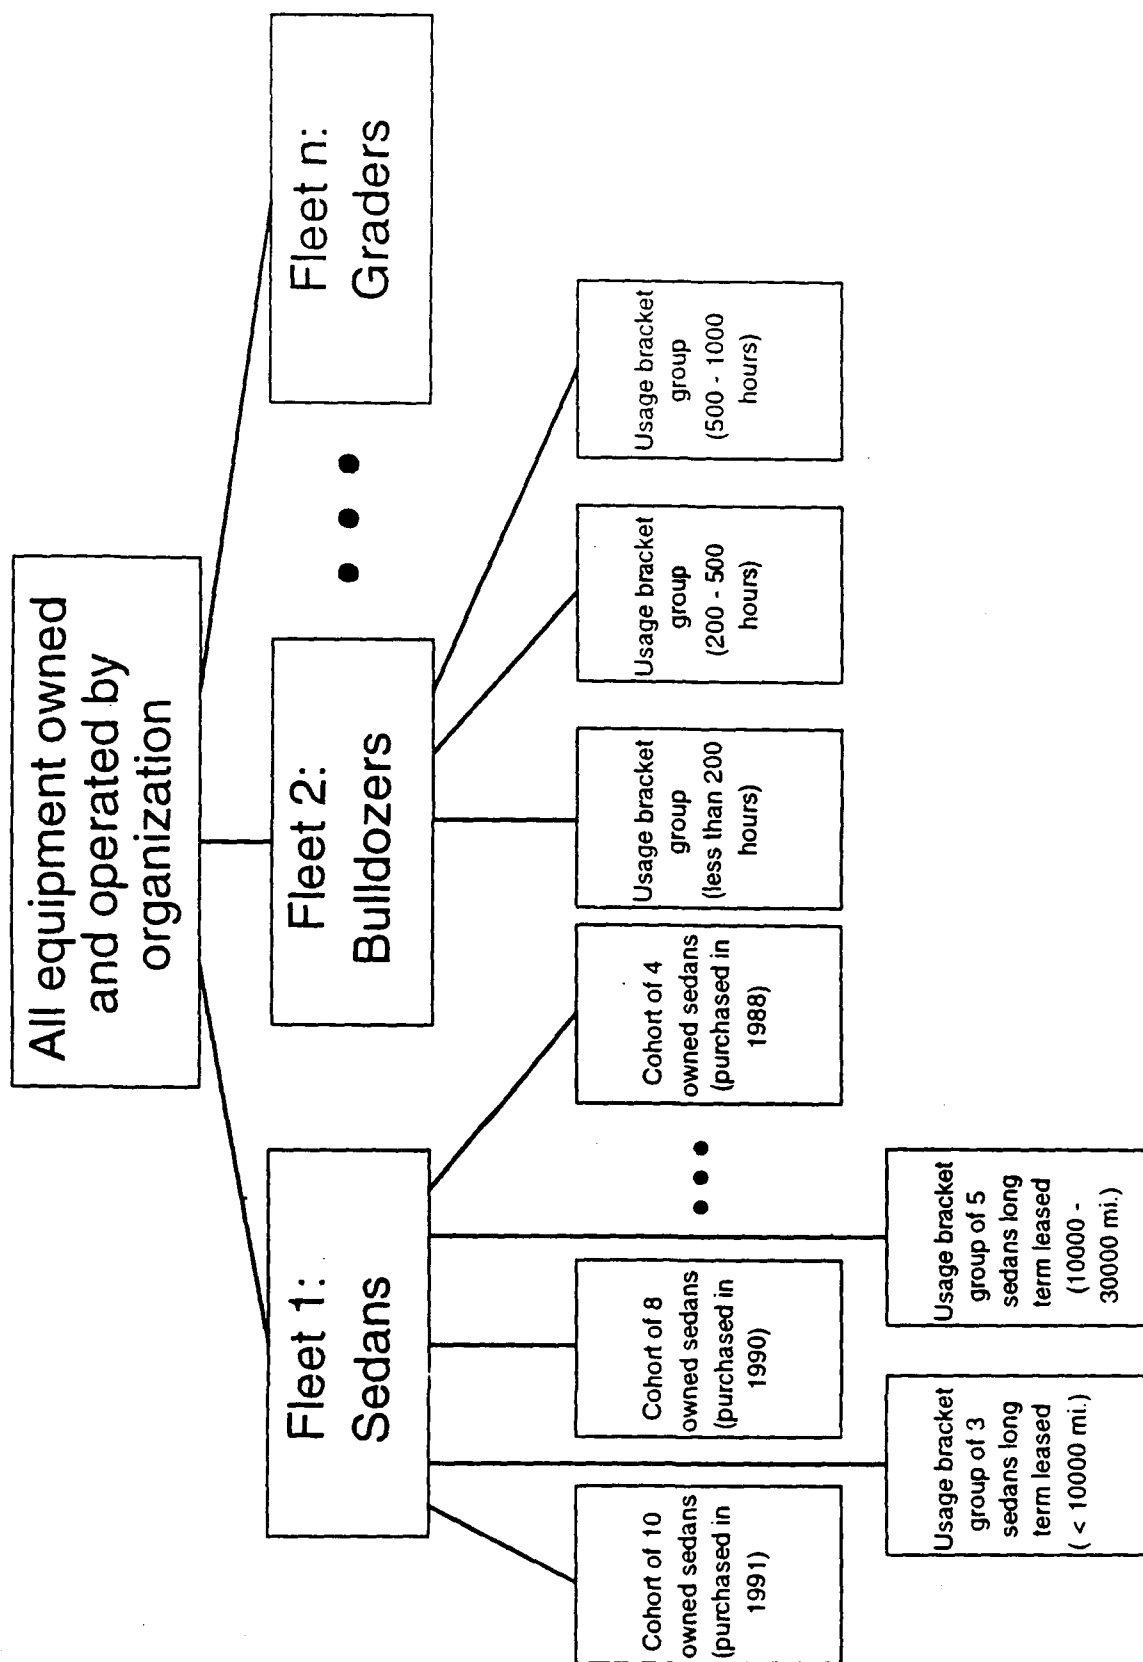 All equipment owned
and operated by
organization
Fleet 1:
Sedans
Fleet 2:
Bulldozers
Fleet n:
Graders
Cohort of 10
owned sedans
(purchased in
1991)
Cohort of 8
owned sedans
(purchased in
1990)
Cohort of 4
owned sedans
(purchased in
1988)
Usage bracket
group
(less than 200
hours)
Usage bracket
group
(200 - 500
hours)
Usage bracket
group
(500 - 1000
hours)
Usage bracket
group of 3
sedans long
term leased
( < 10000 mi.)
Usage bracket
group of 5
sedans long
term leased
(10000 -
30000 mi.)